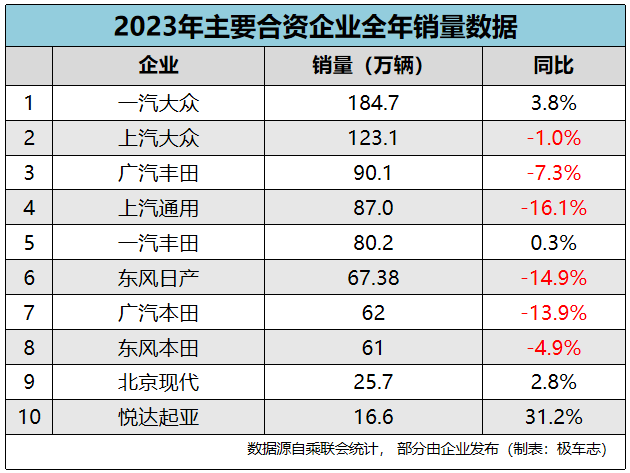 2023年主要合资企业全年销量数据
企业 销量（万辆） 同比
1 一汽大众 184.7 3.8%
2 上汽大众 123.1 -1.0%
3 广汽丰田 90.1 -7.3%
4 上汽通用 87.0 -16.1%
5 一汽丰田 80.2 0.3%
6 东风日产 67.38 -14.9%
7 广汽本田 62 -13.9%
8 东风本田 61 -4.9%
9 北京现代 25.7 2.8%
10 悦达起亚 16.6 31.2%
数据源自乘联会统计， 部分由企业发布（制表：极车志）